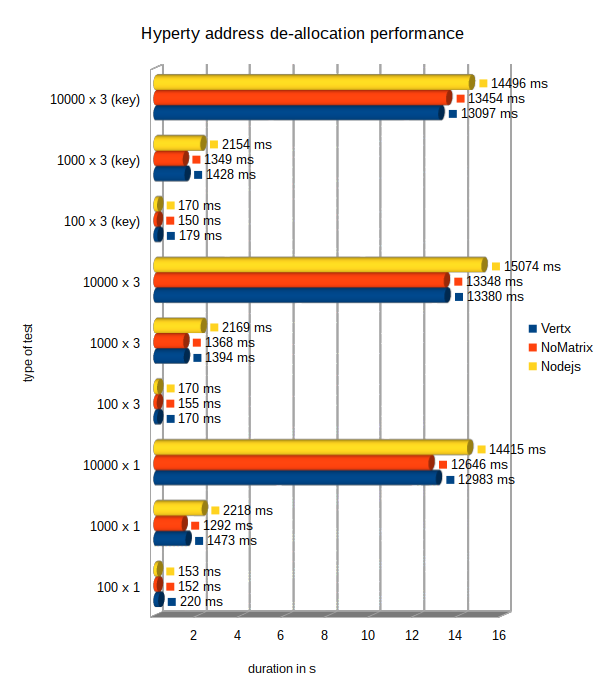 Hyperty address de-allocation performance
10000 x 3 (key)
14496 ms
13454 ms
13097 ms
1000 x 3 (key)
2154 ms
1349 ms
1428 ms
100 x 3 (key)
170 ms
150 ms
179 ms
10000 x 3
15074 ms
13348 ms
13380 ms
1000 x 3
2169 ms
1368 ms
1394 ms
100 x 3
170 ms
155 ms
170 ms
10000 x 1
14415 ms
12646 ms
12983 ms
1000 x 1
2218 ms
1292 ms
1473 ms
100 x 1
153 ms
152 ms
220 ms
type of test
Vertx
NoMatrix
Nodejs
2 4 6 8 10 12 14 16
duration in s